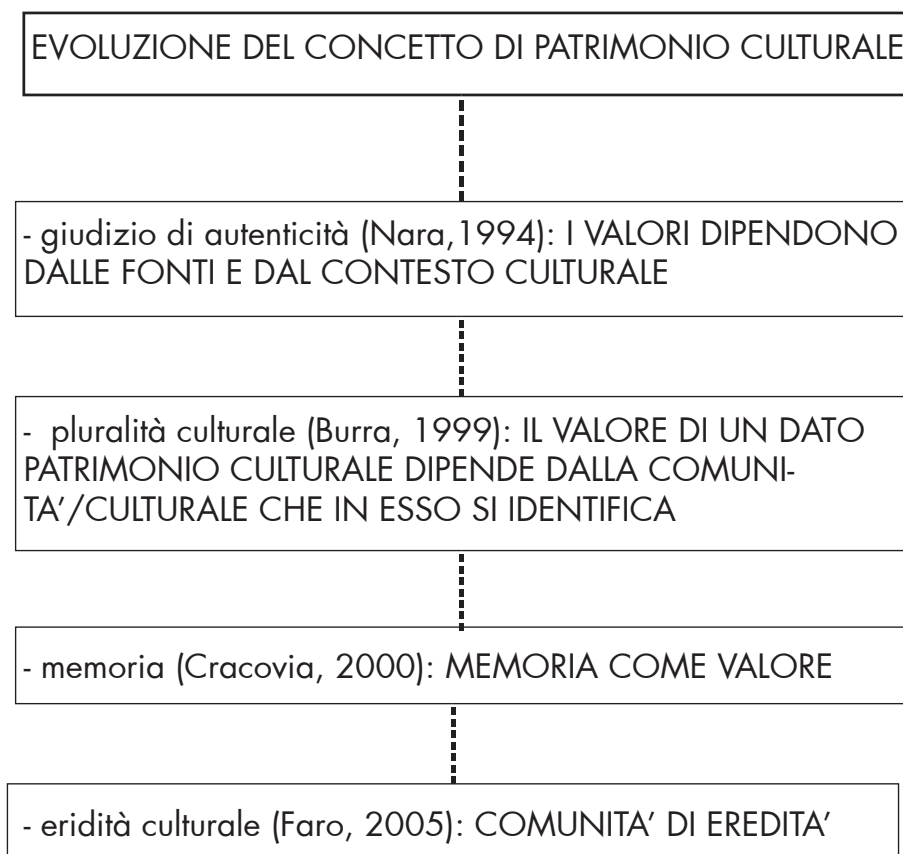 EVOLUZIONE DEL CONCETTO DI PATRIMONIO CULTURALE
- giudizio di autenticità (Nara,1994): I VALORI DIPENDONO
DALLE FONTI E DAL CONTESTO CULTURALE
- pluralità culturale (Burra, 1999): IL VALORE DI UN DATO
PATRIMONIO CULTURALE DIPENDE DALLA COMUNI-
TA'/CULTURALE CHE IN ESSO SI IDENTIFICA
- memoria (Cracovia, 2000): MEMORIA COME VALORE
- eridità culturale (Faro, 2005): COMUNITA' DI EREDITA'